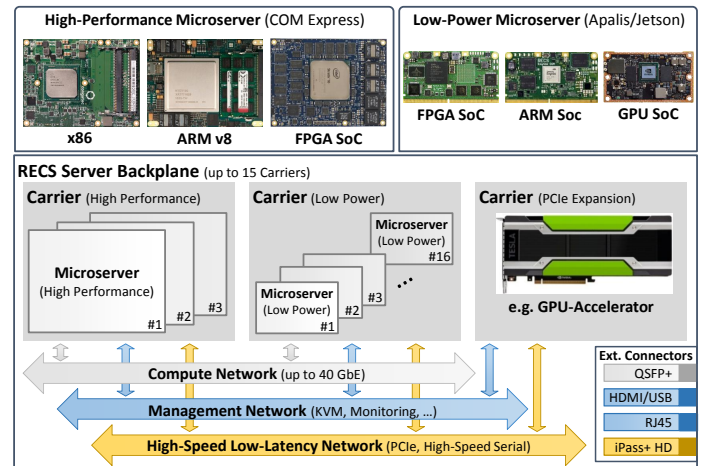 High-Performance Microserver (COM Express)
x86
ARM v8
FPGA SoC
Low-Power Microserver (Apalis/Jetson)
FPGA SoC
ARM Soc
GPU SoC
RECS Server Backplane (up to 15 Carriers)
Carrier (High Performance)
Microserver
(High Performance)
#1
#2
#3
Carrier (Low Power)
Microserver
(Low Power)
#16
...
Microserver
(Low Power)
#1
#2
#3
Carrier (PCIe Expansion)
TESLA
e.g. GPU-Accelerator
Compute Network (up to 40 GbE)
Management Network (KVM, Monitoring, …)
High-Speed Low-Latency Network (PCIe, High-Speed Serial)
Ext. Connectors
QSFP+
HDMI/USB
RJ45
iPass+ HD